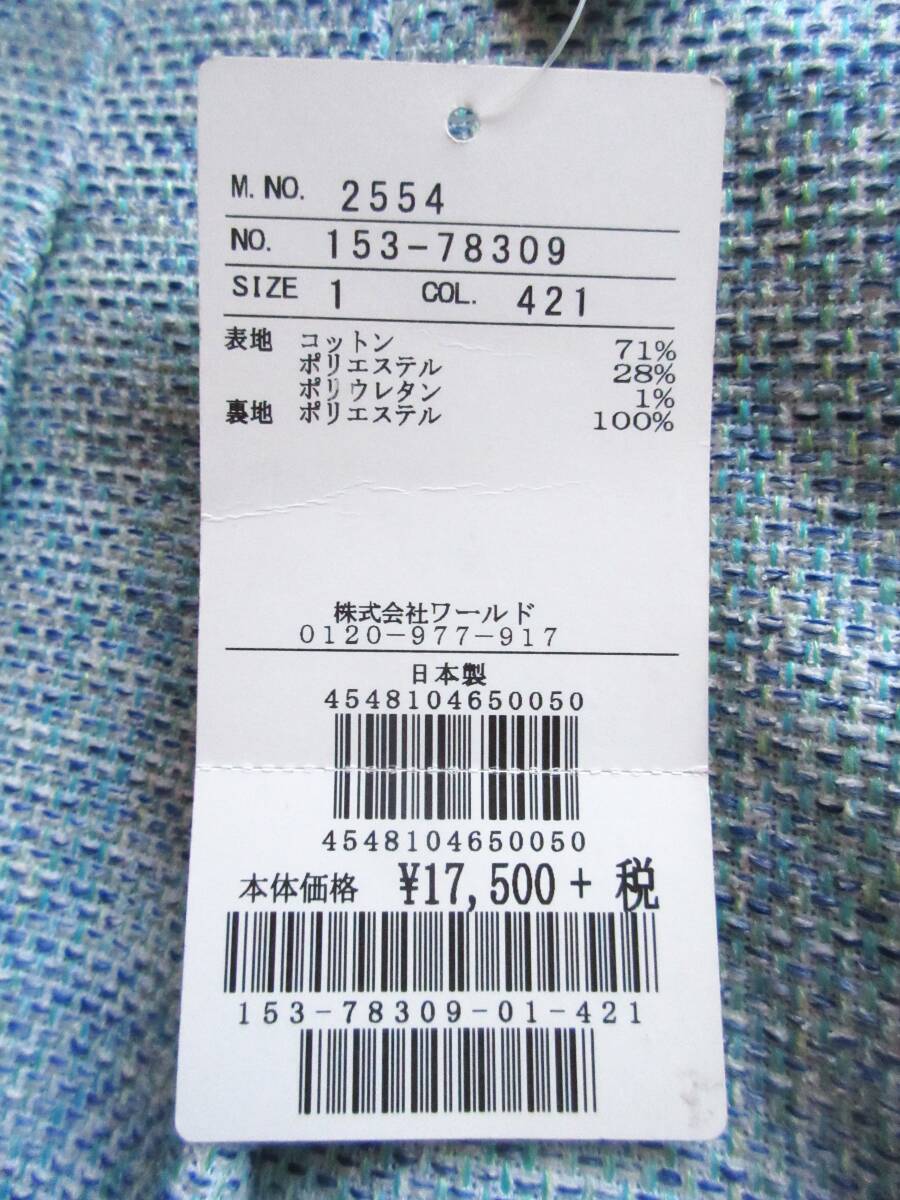 M. NO. 2554
NO. 153-78309
SIZE 1 COL. 421
表地 コットン 71%
ポリエステル 28%
ポリウレタン 1%
裏地 ポリエステル 100%
株式会社ワールド
0120-977-917
日本製
4548104650050
4548104650050
本体価格 ¥17,500 + 税
153-78309-01-421